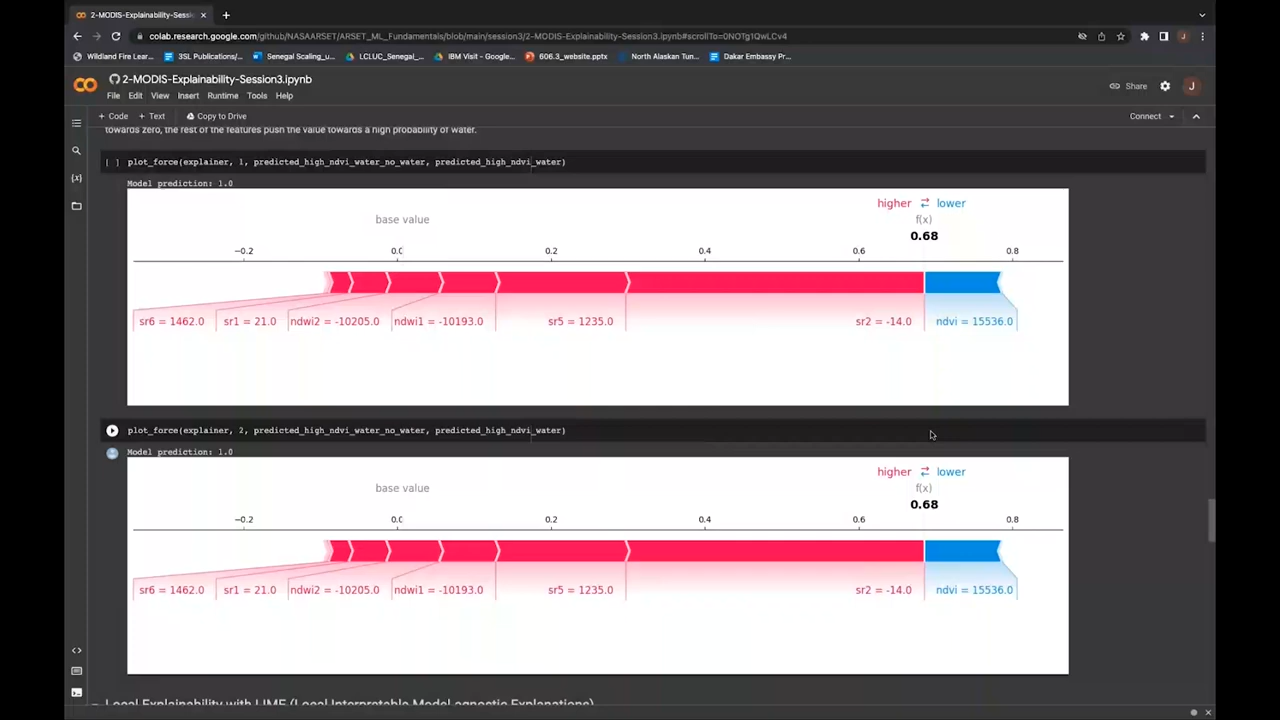 2-MODIS-Explainability-Sessi
colab.research.google.com/github/NASAARSET/ARSET_ML_Fundamentals/blob/main/session3/2-MODIS-Explainability-Session3.ipynb#scrollTo=0NOTg1QwLCv4
Wildland Fire Lear... 3SL Publications/... Senegal Scaling_u... LCLUC_Senegal_... IBM Visit - Google... 606.3_website.pptx North Alaskan Tun... Dakar Embassy Pr...
2-MODIS-Explainability-Session3.ipynb
File Edit View Insert Runtime Tools Help
Share J
+ Code + Text Copy to Drive Connect
towards zero, the rest of the features push the value towards a high probability of water.
[ ] plot_force(explainer, 1, predicted_high_ndvi_water_no_water, predicted_high_ndvi_water)
Model prediction: 1.0
higher ⇄ lower
base value f(x)
0.68
−0.2 0.0 0.2 0.4 0.6 0.8
sr6 = 1462.0 sr1 = 21.0 ndwi2 = -10205.0 ndwi1 = -10193.0 sr5 = 1235.0 sr2 = -14.0 ndvi = 15536.0
plot_force(explainer, 2, predicted_high_ndvi_water_no_water, predicted_high_ndvi_water)
Model prediction: 1.0
higher ⇄ lower
base value f(x)
0.68
−0.2 0.0 0.2 0.4 0.6 0.8
sr6 = 1462.0 sr1 = 21.0 ndwi2 = -10205.0 ndwi1 = -10193.0 sr5 = 1235.0 sr2 = -14.0 ndvi = 15536.0
Local Explainability with LIME (Local Interpretable Model-agnostic Explanations)